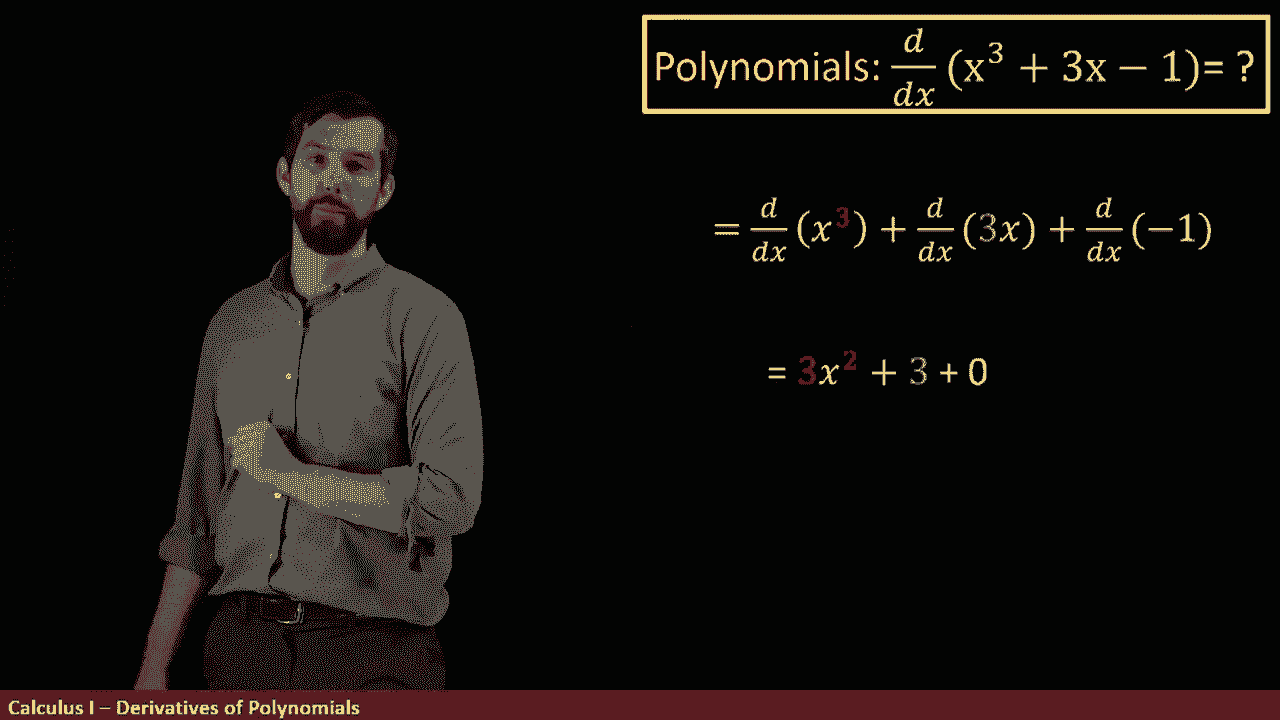 Polynomials: d/dx (x³ + 3x − 1)= ?
= d/dx (x³) + d/dx (3x) + d/dx (−1)
= 3x² + 3 + 0
Calculus I – Derivatives of Polynomials